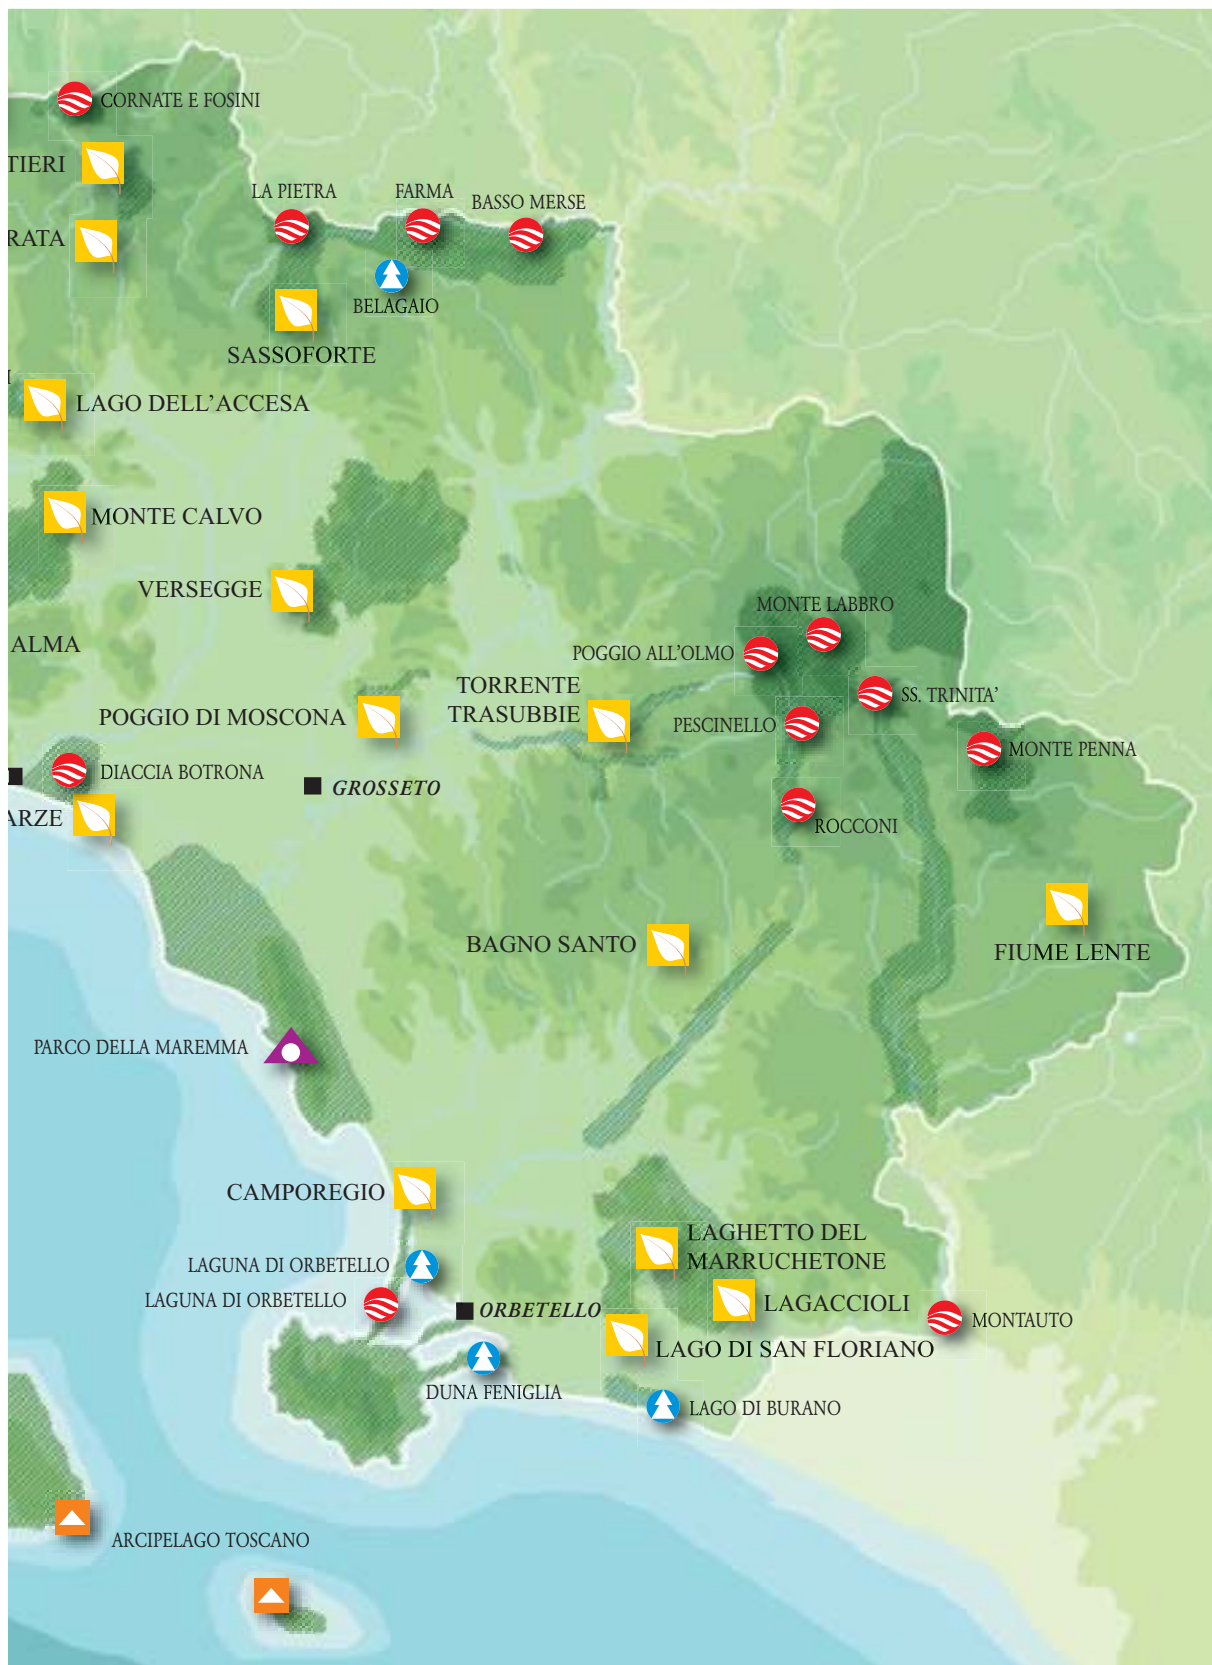 CORNATE E FOSINI
TIERI
LA PIETRA
FARMA
BASSO MERSE
RATA
BELAGAIO
SASSOFORTE
LAGO DELL'ACCESA
MONTE CALVO
VERSEGGE
MONTE LABBRO
ALMA
POGGIO ALL'OLMO
TORRENTE
TRASUBBIE
SS. TRINITA'
POGGIO DI MOSCONA
PESCINELLO
MONTE PENNA
DIACCIA BOTRONA
GROSSETO
ARZE
ROCCONI
BAGNO SANTO
FIUME LENTE
PARCO DELLA MAREMMA
CAMPOREGIO
LAGHETTO DEL
MARRUCHETONE
LAGUNA DI ORBETELLO
LAGUNA DI ORBETELLO
ORBETELLO
LAGACCIOLI
MONTAUTO
LAGO DI SAN FLORIANO
DUNA FENIGLIA
LAGO DI BURANO
ARCIPELAGO TOSCANO